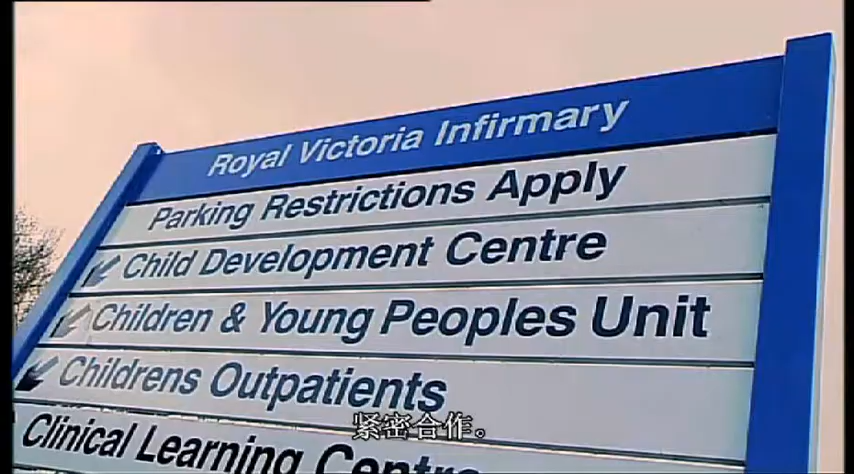 Royal Victoria Infirmary
Parking Restrictions Apply
Child Development Centre
Children & Young Peoples Unit
Childrens Outpatients
Clinical Learning Centre
紧密合作。